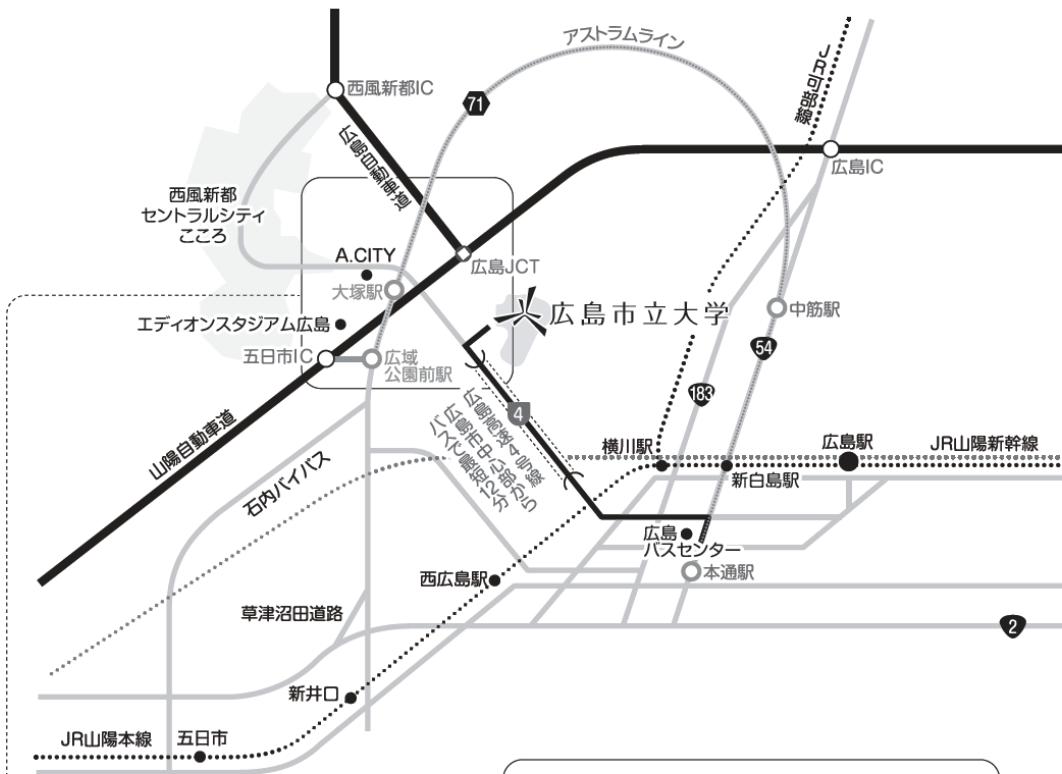 アストラムライン
JR可部線
西風新都IC
71
広島自動車道
広島IC
西風新都
セントラルシティ
こころ
A.CITY
広島JCT
大塚駅
広島市立大学
中筋駅
エディオンスタジアム広島
五日市IC
広域
公園前駅
54
183
4
広島高速4号線
広島市中心部から
バスで最短12分
山陽自動車道
石内バイパス
横川駅
広島駅
JR山陽新幹線
新白島駅
広島
バスセンター
本通駅
西広島駅
草津沼田道路
2
新井口
JR山陽本線
五日市